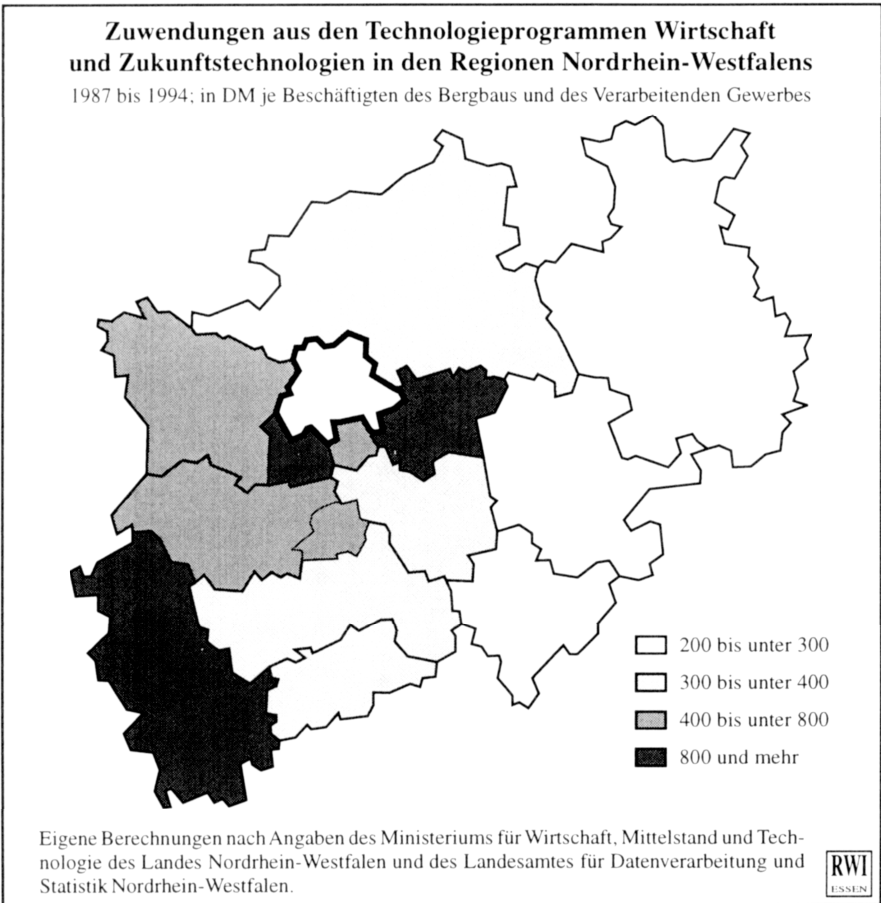 Zuwendungen aus den Technologieprogrammen Wirtschaft
und Zukunftstechnologien in den Regionen Nordrhein-Westfalens
1987 bis 1994; in DM je Beschäftigten des Bergbaus und des Verarbeitenden Gewerbes
200 bis unter 300
300 bis unter 400
400 bis unter 800
800 und mehr
Eigene Berechnungen nach Angaben des Ministeriums für Wirtschaft, Mittelstand und Tech-
nologie des Landes Nordrhein-Westfalen und des Landesamtes für Datenverarbeitung und
Statistik Nordrhein-Westfalen.
RWI
ESSEN